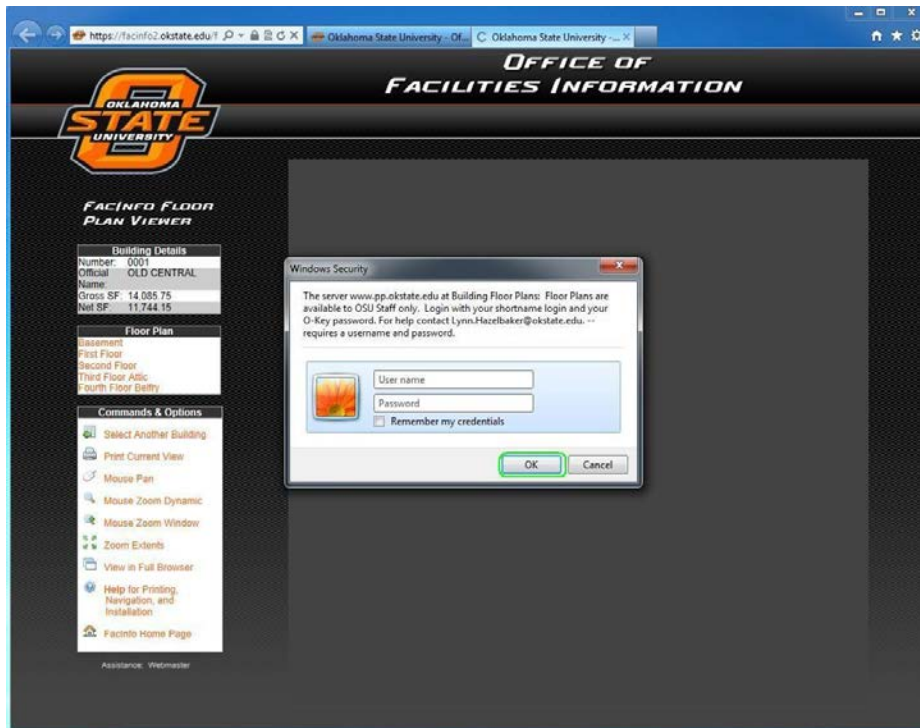 https://facinfo2.okstate.edu/f
Oklahoma State University - Of...
Oklahoma State University -...
OFFICE OF
FACILITIES INFORMATION
OKLAHOMA
STATE
UNIVERSITY
FACINFO FLOOR
PLAN VIEWER
Building Details
Number: 0001
Official Name: OLD CENTRAL
Gross SF: 14,085.75
Net SF: 11,744.15
Floor Plan
Basement
First Floor
Second Floor
Third Floor Attic
Fourth Floor Belfry
Commands & Options
Select Another Building
Print Current View
Mouse Pan
Mouse Zoom Dynamic
Mouse Zoom Window
Zoom Extents
View in Full Browser
Help for Printing,
Navigation, and
Installation
FacInfo Home Page
Assistance: Webmaster
Windows Security
The server www.pp.okstate.edu at Building Floor Plans: Floor Plans are
available to OSU Staff only. Login with your shortname login and your
O-Key password. For help contact Lynn.Hazelbaker@okstate.edu. --
requires a username and password.
User name
Password
Remember my credentials
OK
Cancel